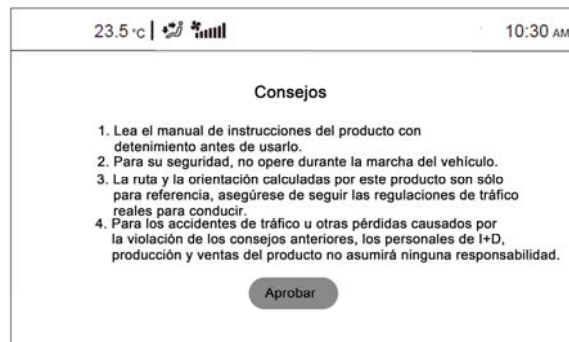 23.5 °C 10:30 AM
Consejos
1. Lea el manual de instrucciones del producto con
detenimiento antes de usarlo.
2. Para su seguridad, no opere durante la marcha del vehículo.
3. La ruta y la orientación calculadas por este producto son sólo
para referencia, asegúrese de seguir las regulaciones de tráfico
reales para conducir.
4. Para los accidentes de tráfico u otras pérdidas causados por
la violación de los consejos anteriores, los personales de I+D,
producción y ventas del producto no asumirá ninguna responsabilidad.
Aprobar